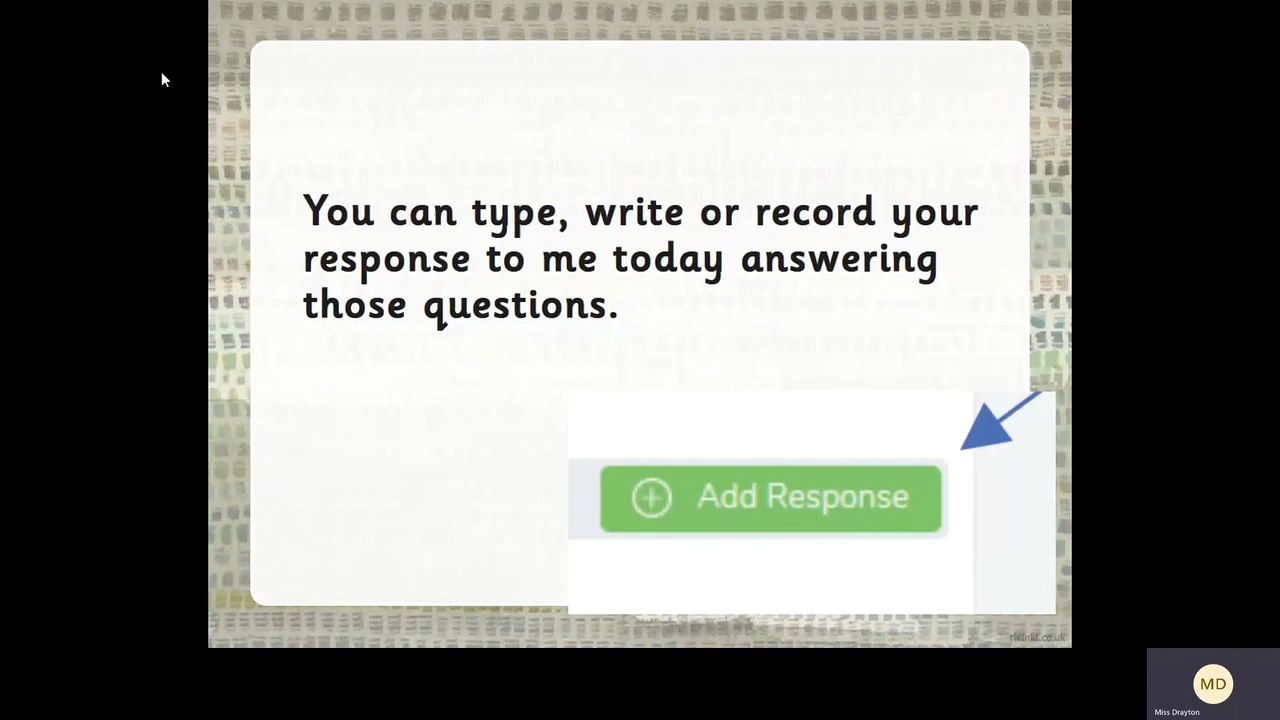 You can type, write or record your
response to me today answering
those questions.
Add Response
MD
Miss Drayton